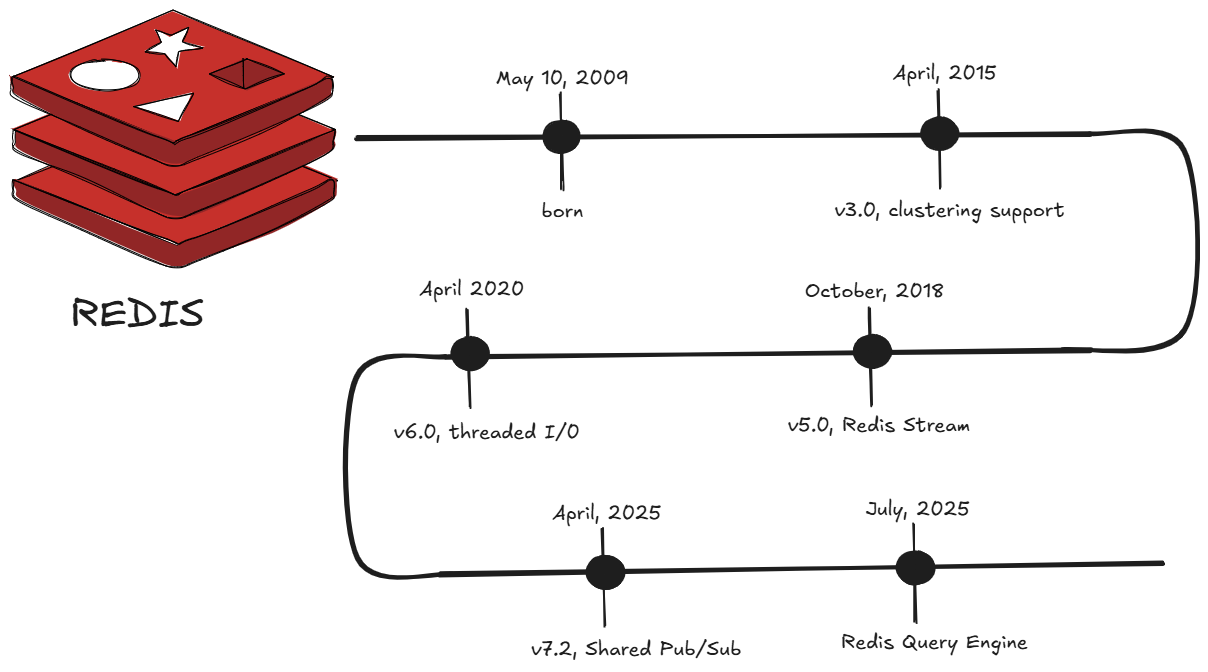 REDIS
May 10, 2009
born
April, 2015
v3.0, clustering support
October, 2018
v5.0, Redis Stream
April 2020
v6.0, threaded I/O
April, 2025
v7.2, Shared Pub/Sub
July, 2025
Redis Query Engine